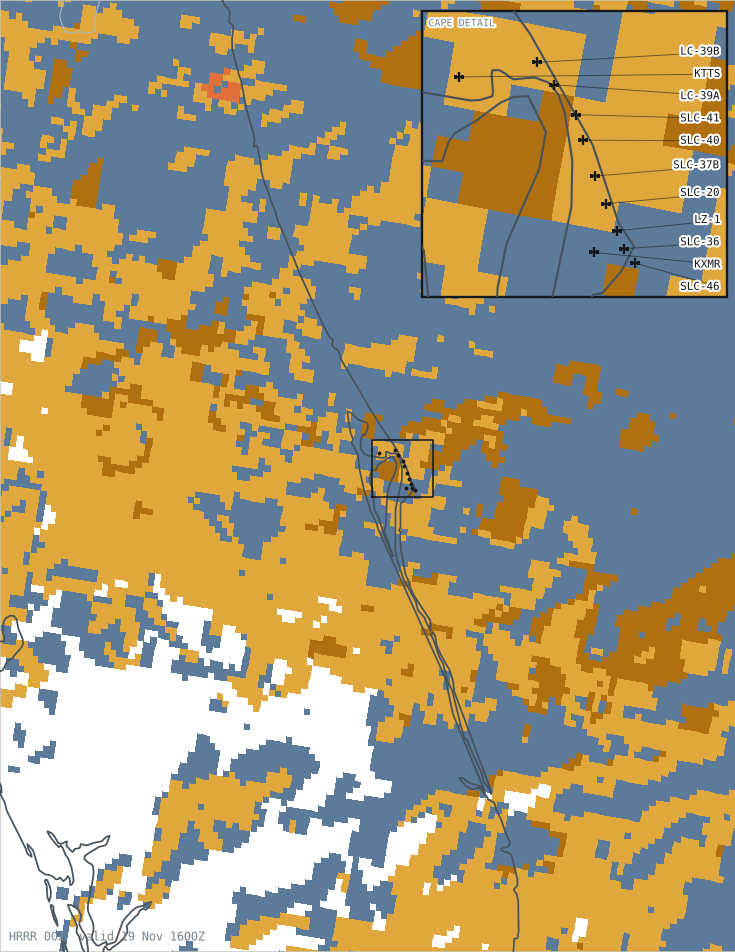 CAPE DETAIL
LC-39B
KTTS
LC-39A
SLC-41
SLC-40
SLC-37B
SLC-20
LZ-1
SLC-36
KXMR
SLC-46
HRRR valid 19 Nov 1600Z